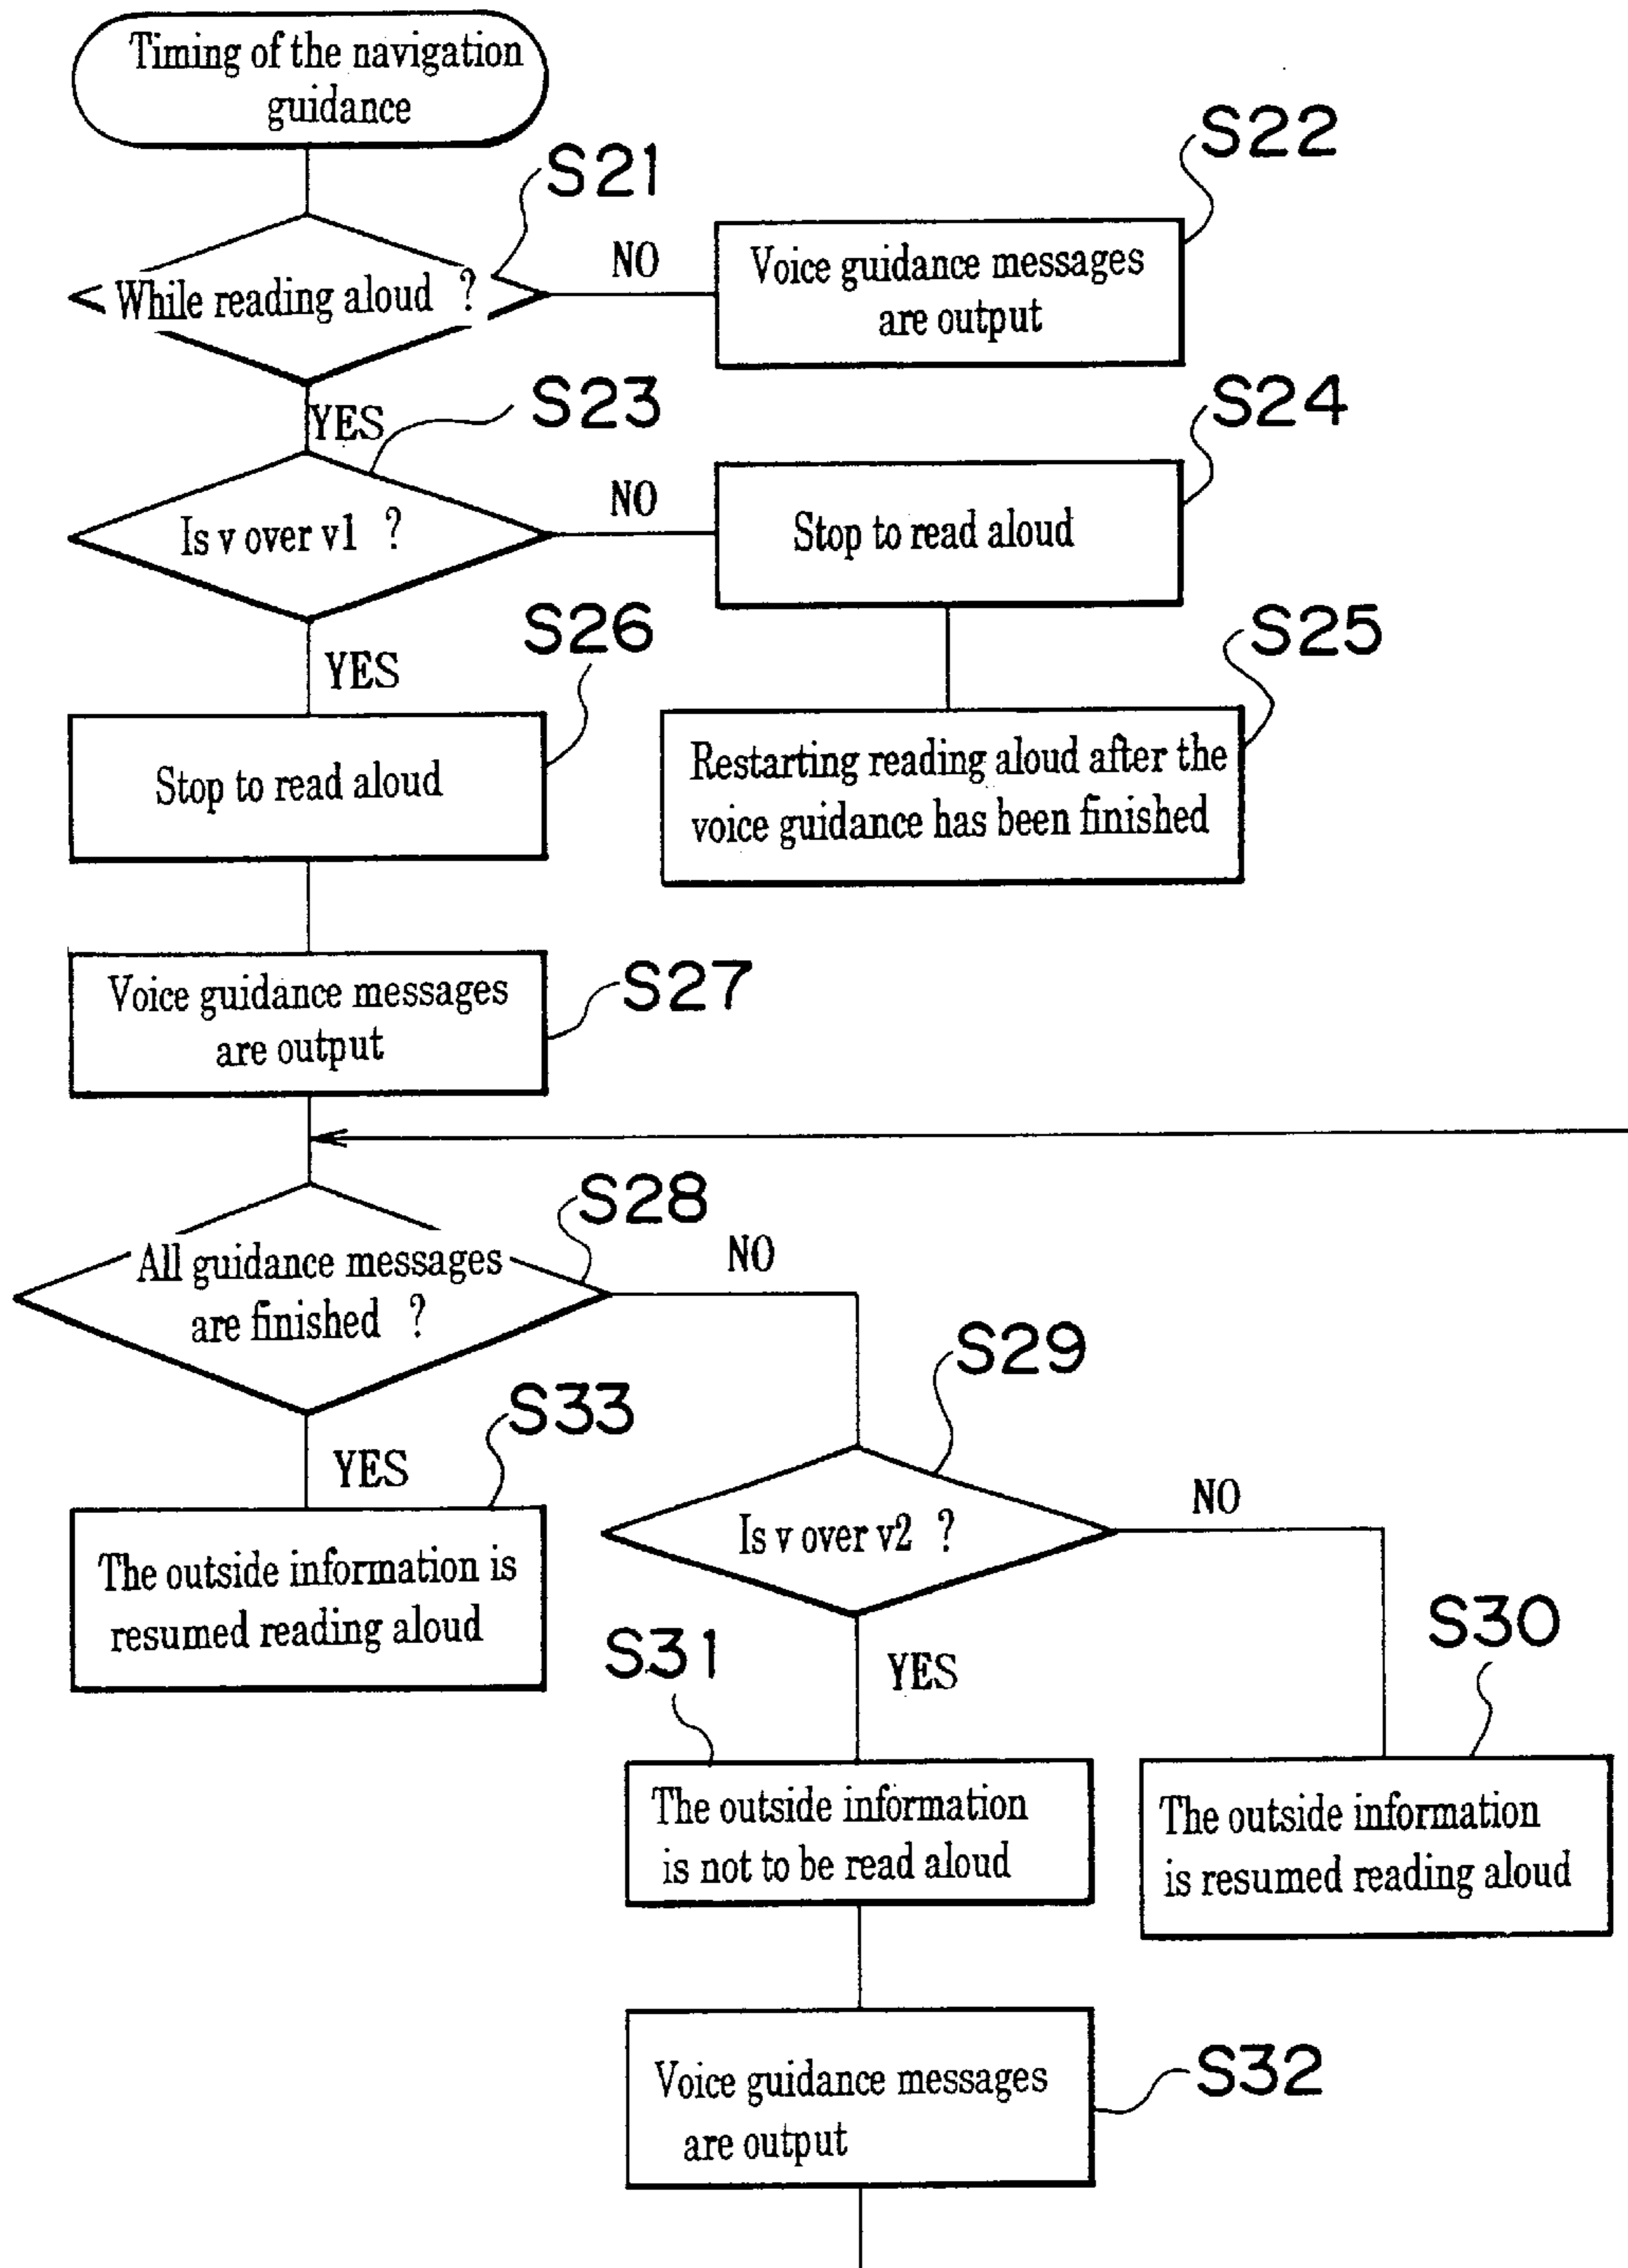 Timing of the navigation
guidance
S21
While reading aloud ?
NO
S22
Voice guidance messages
are output
YES
S23
Is v over v1 ?
NO
S24
Stop to read aloud
S25
Restarting reading aloud after the
voice guidance has been finished
YES
S26
Stop to read aloud
S27
Voice guidance messages
are output
S28
All guidance messages
are finished ?
NO
YES
S33
The outside information is
resumed reading aloud
S29
Is v over v2 ?
NO
S30
The outside information
is resumed reading aloud
YES
S31
The outside information
is not to be read aloud
S32
Voice guidance messages
are output